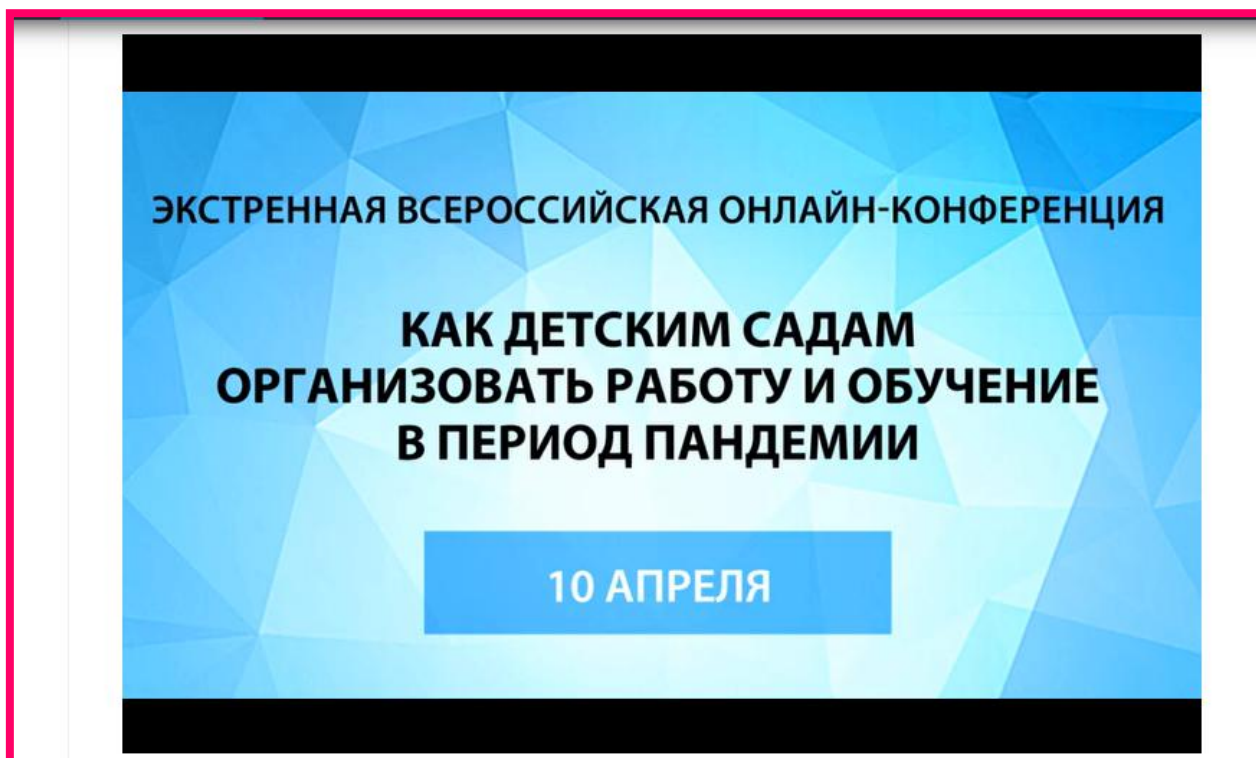 ЭКСТРЕННАЯ ВСЕРОССИЙСКАЯ ОНЛАЙН-КОНФЕРЕНЦИЯ
КАК ДЕТСКИМ САДАМ
ОРГАНИЗОВАТЬ РАБОТУ И ОБУЧЕНИЕ
В ПЕРИОД ПАНДЕМИИ
10 АПРЕЛЯ